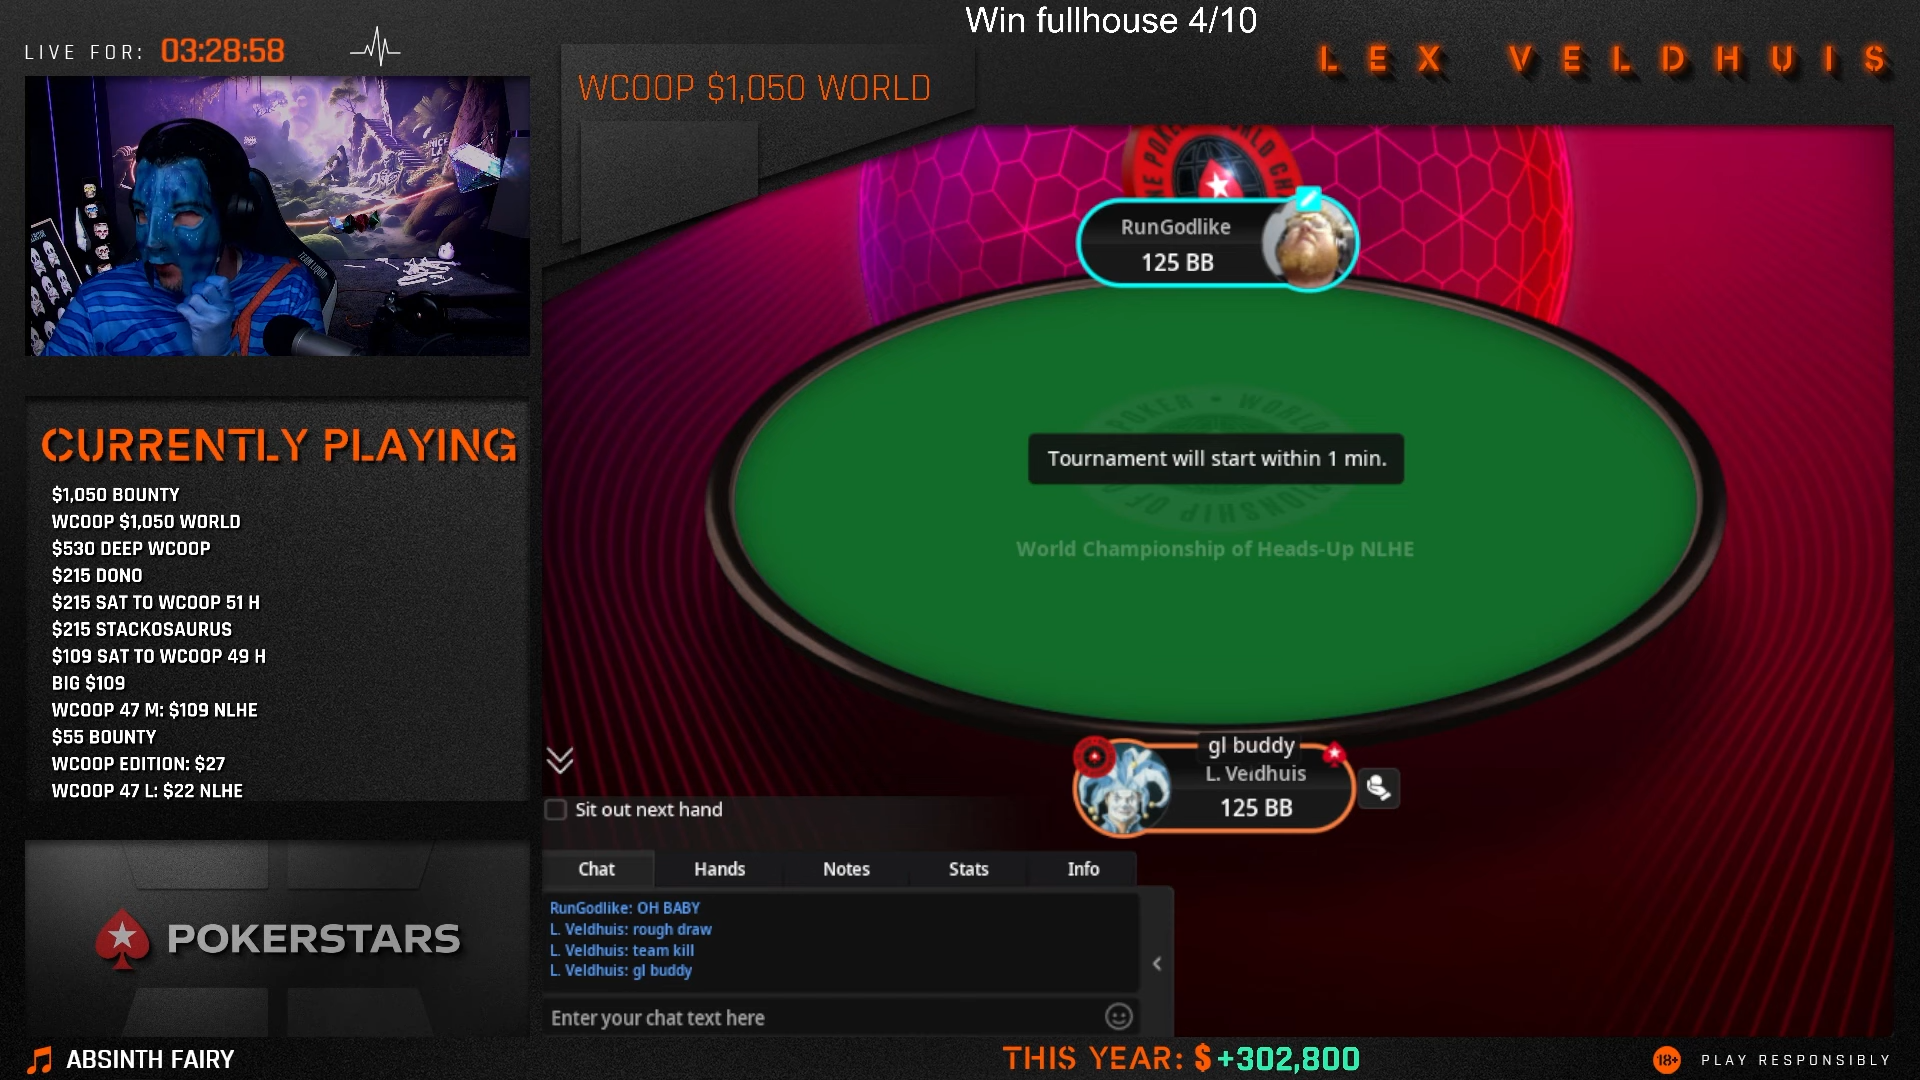 Win fullhouse 4/10
LIVE FOR: 03:28:58
LEX VELDHUIS
WCOOP $1,050 WORLD
RunGodlike
125 BB
Tournament will start within 1 min.
World Championship of Heads-Up NLHE
CURRENTLY PLAYING
$1,050 BOUNTY
WCOOP $1,050 WORLD
$530 DEEP WCOOP
$215 DONO
$215 SAT TO WCOOP 51 H
$215 STACKOSAURUS
$109 SAT TO WCOOP 49 H
BIG $109
WCOOP 47 M: $109 NLHE
$55 BOUNTY
WCOOP EDITION: $27
WCOOP 47 L: $22 NLHE
gl buddy
L. Veldhuis
125 BB
Sit out next hand
Chat Hands Notes Stats Info
RunGodlike: OH BABY
L. Veldhuis: rough draw
L. Veldhuis: team kill
L. Veldhuis: gl buddy
Enter your chat text here
POKERSTARS
ABSINTH FAIRY
THIS YEAR: $ +302,800
18+ PLAY RESPONSIBLY